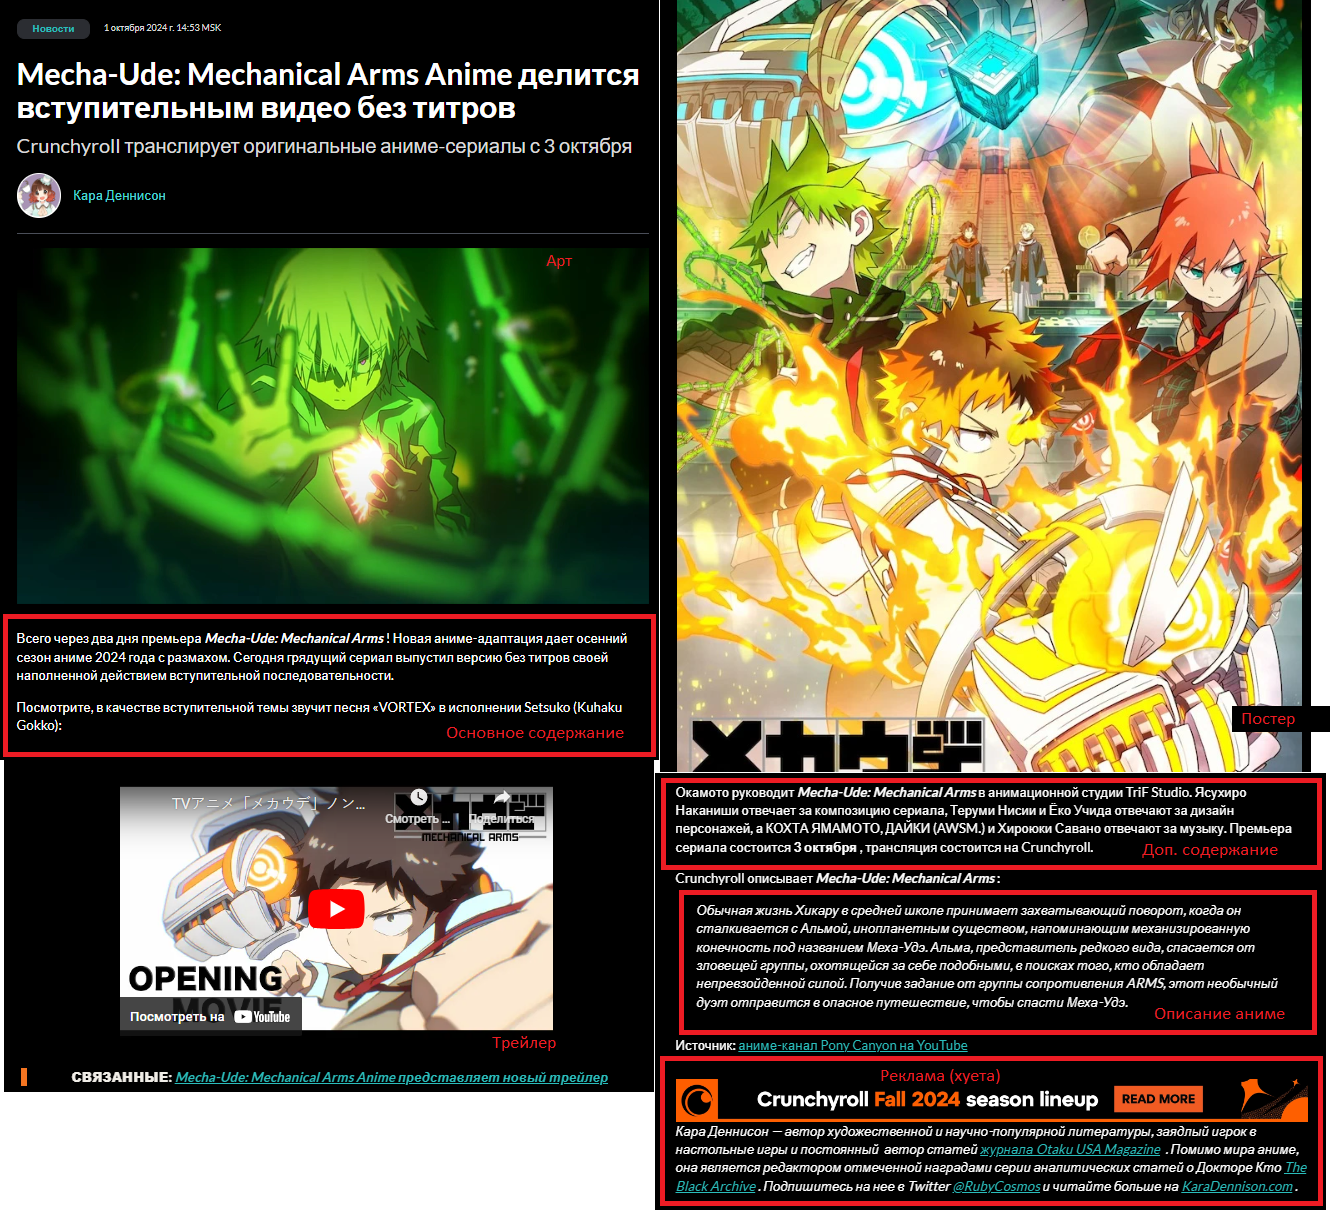 Новости
1 октября 2024 г. 14:53 MSK
Mecha-Ude: Mechanical Arms Anime делится
вступительным видео без титров
Crunchyroll транслирует оригинальные аниме-сериалы с 3 октября
Кара Деннисон
Арт
Всего через два дня премьера Mecha-Ude: Mechanical Arms ! Новая аниме-адаптация дает осенний
сезон аниме 2024 года с размахом. Сегодня грядущий сериал выпустил версию без титров своей
наполненной действием вступительной последовательности.
Посмотрите, в качестве вступительной темы звучит песня «VORTEX» в исполнении Setsuko (Kuhaku
Gokko):
Основное содержание
TVアニメ「メカウデ」ノン...
Смотреть ...
Поделиться
メカウデ
MECHANICAL ARMS
OPENING
MOVIE
Посмотреть на YouTube
Трейлер
СВЯЗАННЫЕ: Mecha-Ude: Mechanical Arms Anime представляет новый трейлер
メカウデ
Постер
Окамото руководит Mecha-Ude: Mechanical Arms в анимационной студии TriF Studio. Ясухиро
Наканиши отвечает за композицию сериала, Теруми Нисии и Ёко Учида отвечают за дизайн
персонажей, а КОХТА ЯМАМОТО, ДАЙКИ (AWSM.) и Хироюки Савано отвечают за музыку. Премьера
сериала состоится 3 октября , трансляция состоится на Crunchyroll.
Доп. содержание
Crunchyroll описывает Mecha-Ude: Mechanical Arms :
Обычная жизнь Хикару в средней школе принимает захватывающий поворот, когда он
сталкивается с Альмой, инопланетным существом, напоминающим механизированную
конечность под названием Меха-Удэ. Альма, представитель редкого вида, спасается от
зловещей группы, охотящейся за себе подобными, в поисках того, кто обладает
непревзойденной силой. Получив задание от группы сопротивления ARMS, этот необычный
дуэт отправится в опасное путешествие, чтобы спасти Меха-Удэ.
Описание аниме
Источник: аниме-канал Pony Canyon на YouTube
Реклама (хуета)
Crunchyroll Fall 2024 season lineup
READ MORE
Кара Деннисон — автор художественной и научно-популярной литературы, заядлый игрок в
настольные игры и постоянный автор статей журнала Otaku USA Magazine . Помимо мира аниме,
она является редактором отмеченной наградами серии аналитических статей о Докторе Кто The
Black Archive . Подпишитесь на нее в Twitter @RubyCosmos и читайте больше на KaraDennison.com .